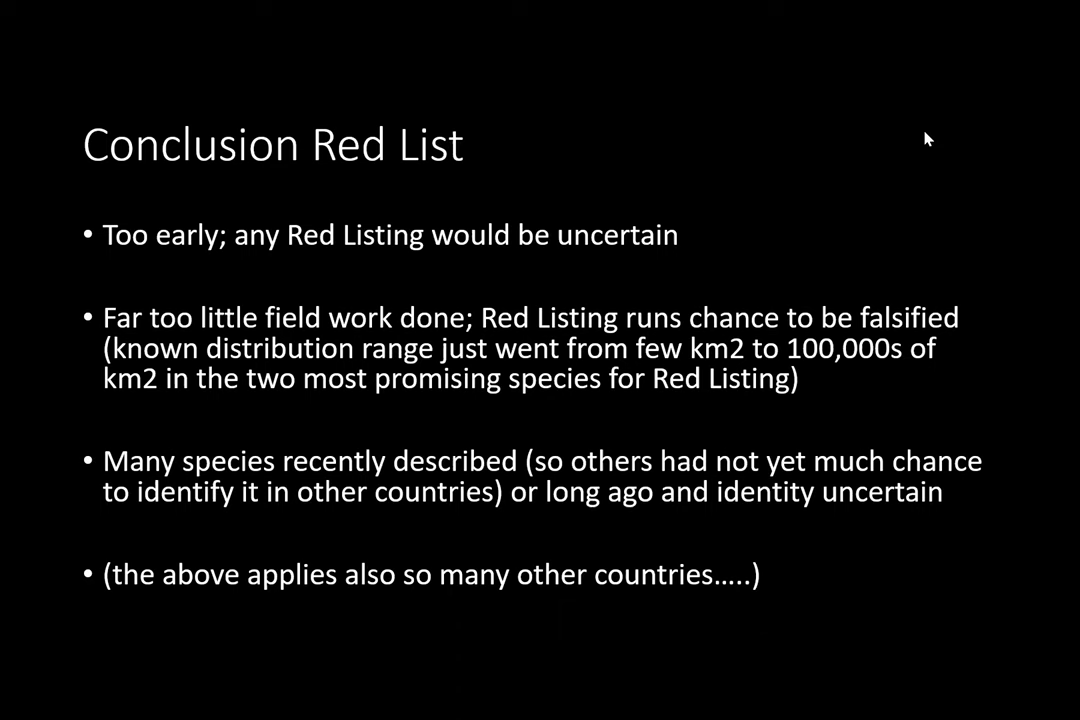 Conclusion Red List
• Too early; any Red Listing would be uncertain
• Far too little field work done; Red Listing runs chance to be falsified
(known distribution range just went from few km2 to 100,000s of
km2 in the two most promising species for Red Listing)
• Many species recently described (so others had not yet much chance
to identify it in other countries) or long ago and identity uncertain
• (the above applies also so many other countries…..)